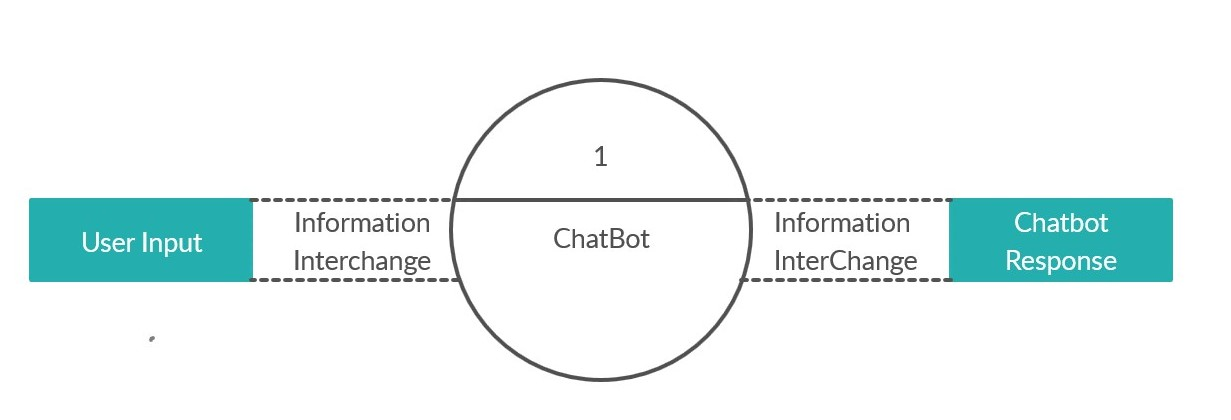 1
User Input
Information
Interchange
ChatBot
Information
InterChange
Chatbot
Response